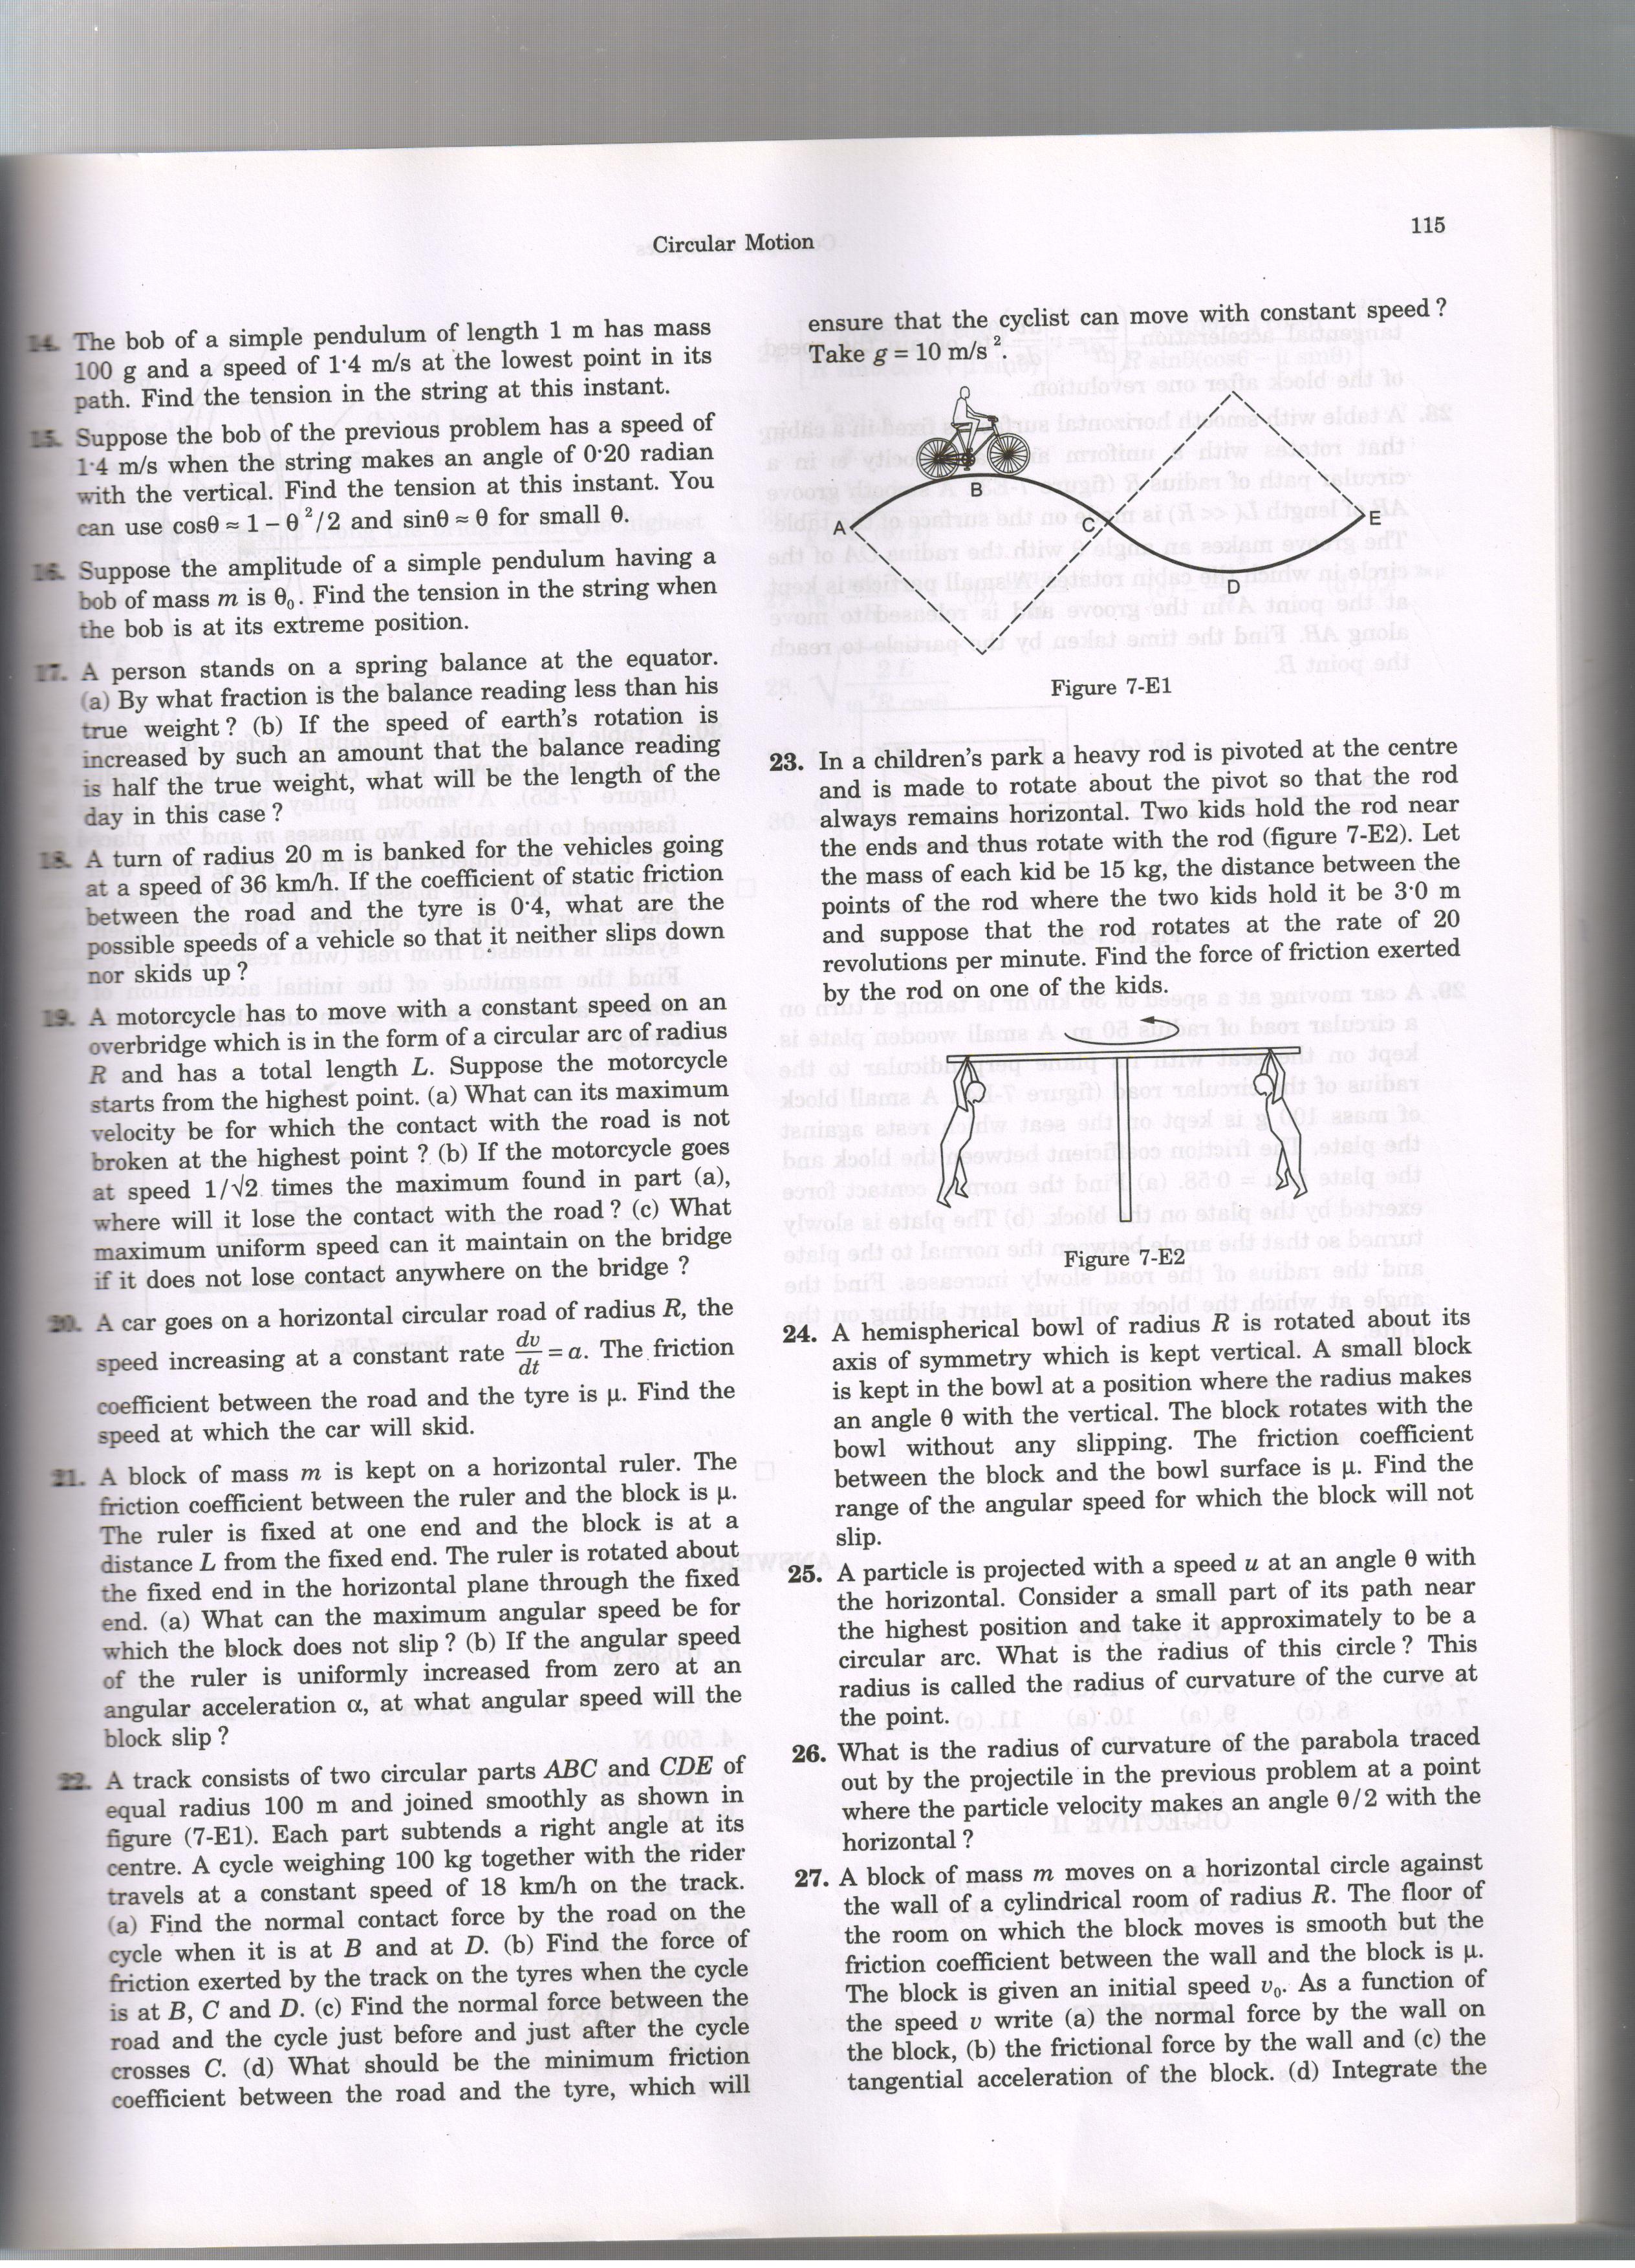 115
Circular Motion
14. The bob of a simple pendulum of length 1 m has mass
100 g and a speed of 1·4 m/s at the lowest point in its
path. Find the tension in the string at this instant.
15. Suppose the bob of the previous problem has a speed of
1·4 m/s when the string makes an angle of 0·20 radian
with the vertical. Find the tension at this instant. You
can use cosθ ≈ 1 − θ²/2 and sinθ ≈ θ for small θ.
16. Suppose the amplitude of a simple pendulum having a
bob of mass m is θ₀. Find the tension in the string when
the bob is at its extreme position.
17. A person stands on a spring balance at the equator.
(a) By what fraction is the balance reading less than his
true weight ? (b) If the speed of earth's rotation is
increased by such an amount that the balance reading
is half the true weight, what will be the length of the
day in this case ?
18. A turn of radius 20 m is banked for the vehicles going
at a speed of 36 km/h. If the coefficient of static friction
between the road and the tyre is 0·4, what are the
possible speeds of a vehicle so that it neither slips down
nor skids up ?
19. A motorcycle has to move with a constant speed on an
overbridge which is in the form of a circular arc of radius
R and has a total length L. Suppose the motorcycle
starts from the highest point. (a) What can its maximum
velocity be for which the contact with the road is not
broken at the highest point ? (b) If the motorcycle goes
at speed 1/√2 times the maximum found in part (a),
where will it lose the contact with the road ? (c) What
maximum uniform speed can it maintain on the bridge
if it does not lose contact anywhere on the bridge ?
20. A car goes on a horizontal circular road of radius R, the
speed increasing at a constant rate dv/dt = a. The friction
coefficient between the road and the tyre is μ. Find the
speed at which the car will skid.
21. A block of mass m is kept on a horizontal ruler. The
friction coefficient between the ruler and the block is μ.
The ruler is fixed at one end and the block is at a
distance L from the fixed end. The ruler is rotated about
the fixed end in the horizontal plane through the fixed
end. (a) What can the maximum angular speed be for
which the block does not slip ? (b) If the angular speed
of the ruler is uniformly increased from zero at an
angular acceleration α, at what angular speed will the
block slip ?
22. A track consists of two circular parts ABC and CDE of
equal radius 100 m and joined smoothly as shown in
figure (7-E1). Each part subtends a right angle at its
centre. A cycle weighing 100 kg together with the rider
travels at a constant speed of 18 km/h on the track.
(a) Find the normal contact force by the road on the
cycle when it is at B and at D. (b) Find the force of
friction exerted by the track on the tyres when the cycle
is at B, C and D. (c) Find the normal force between the
road and the cycle just before and just after the cycle
crosses C. (d) What should be the minimum friction
coefficient between the road and the tyre, which will
ensure that the cyclist can move with constant speed ?
Take g = 10 m/s².
A
B
C
D
E
Figure 7-E1
23. In a children's park a heavy rod is pivoted at the centre
and is made to rotate about the pivot so that the rod
always remains horizontal. Two kids hold the rod near
the ends and thus rotate with the rod (figure 7-E2). Let
the mass of each kid be 15 kg, the distance between the
points of the rod where the two kids hold it be 3·0 m
and suppose that the rod rotates at the rate of 20
revolutions per minute. Find the force of friction exerted
by the rod on one of the kids.
Figure 7-E2
24. A hemispherical bowl of radius R is rotated about its
axis of symmetry which is kept vertical. A small block
is kept in the bowl at a position where the radius makes
an angle θ with the vertical. The block rotates with the
bowl without any slipping. The friction coefficient
between the block and the bowl surface is μ. Find the
range of the angular speed for which the block will not
slip.
25. A particle is projected with a speed u at an angle θ with
the horizontal. Consider a small part of its path near
the highest position and take it approximately to be a
circular arc. What is the radius of this circle ? This
radius is called the radius of curvature of the curve at
the point.
26. What is the radius of curvature of the parabola traced
out by the projectile in the previous problem at a point
where the particle velocity makes an angle θ/2 with the
horizontal ?
27. A block of mass m moves on a horizontal circle against
the wall of a cylindrical room of radius R. The floor of
the room on which the block moves is smooth but the
friction coefficient between the wall and the block is μ.
The block is given an initial speed v₀. As a function of
the speed v write (a) the normal force by the wall on
the block, (b) the frictional force by the wall and (c) the
tangential acceleration of the block. (d) Integrate the